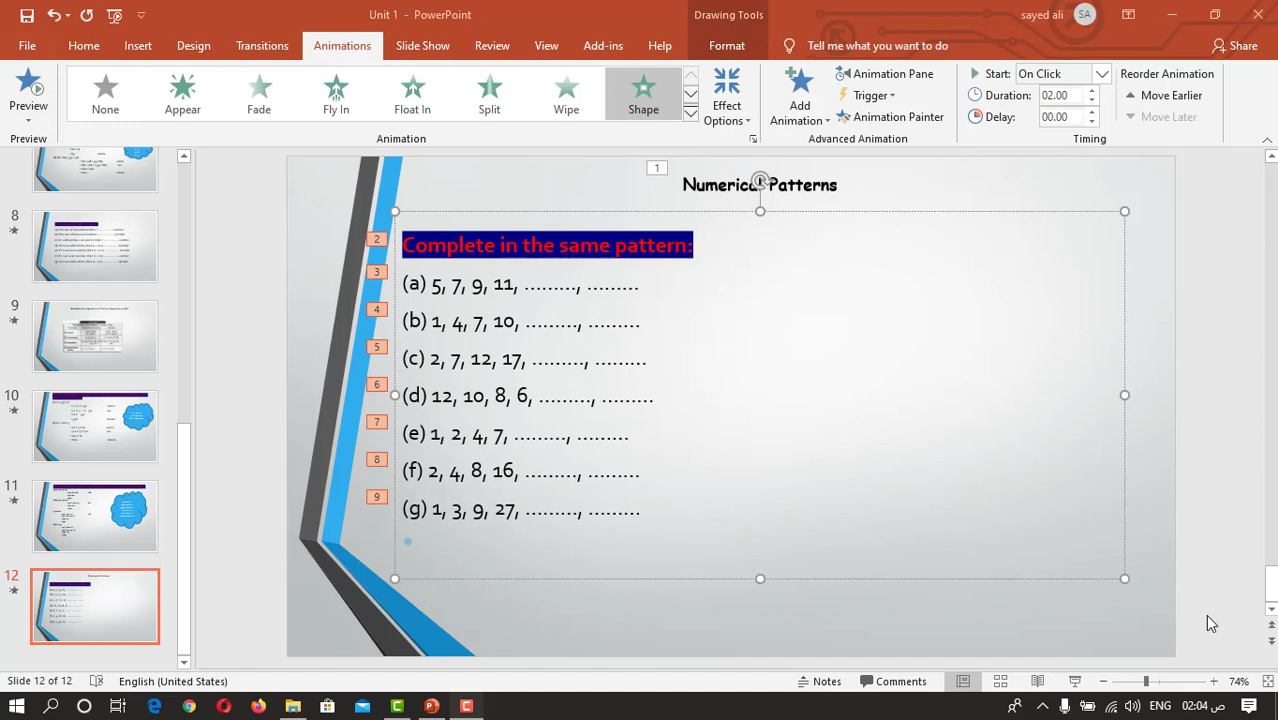 Unit 1 - PowerPoint
Drawing Tools
sayed ali
SA
File Home Insert Design Transitions Animations Slide Show Review View Add-ins Help Format Tell me what you want to do Share
Preview
None Appear Fade Fly In Float In Split Wipe Shape
Effect Options
Add Animation
Animation Pane
Trigger
Animation Painter
Start: On Click
Duration: 02.00
Delay: 00.00
Reorder Animation
Move Earlier
Move Later
Preview Animation Advanced Animation Timing
8
9
10
11
12
1
Numerical Patterns
2 Complete in the same pattern:
3 (a) 5, 7, 9, 11, ………, ………
4 (b) 1, 4, 7, 10, ………, ………
5 (c) 2, 7, 12, 17, ………, ………
6 (d) 12, 10, 8, 6, ………, ………
7 (e) 1, 2, 4, 7, ………, ………
8 (f) 2, 4, 8, 16, ………, ………
9 (g) 1, 3, 9, 27, ………, ………
Slide 12 of 12 English (United States) Notes Comments 74%
02:04 ص